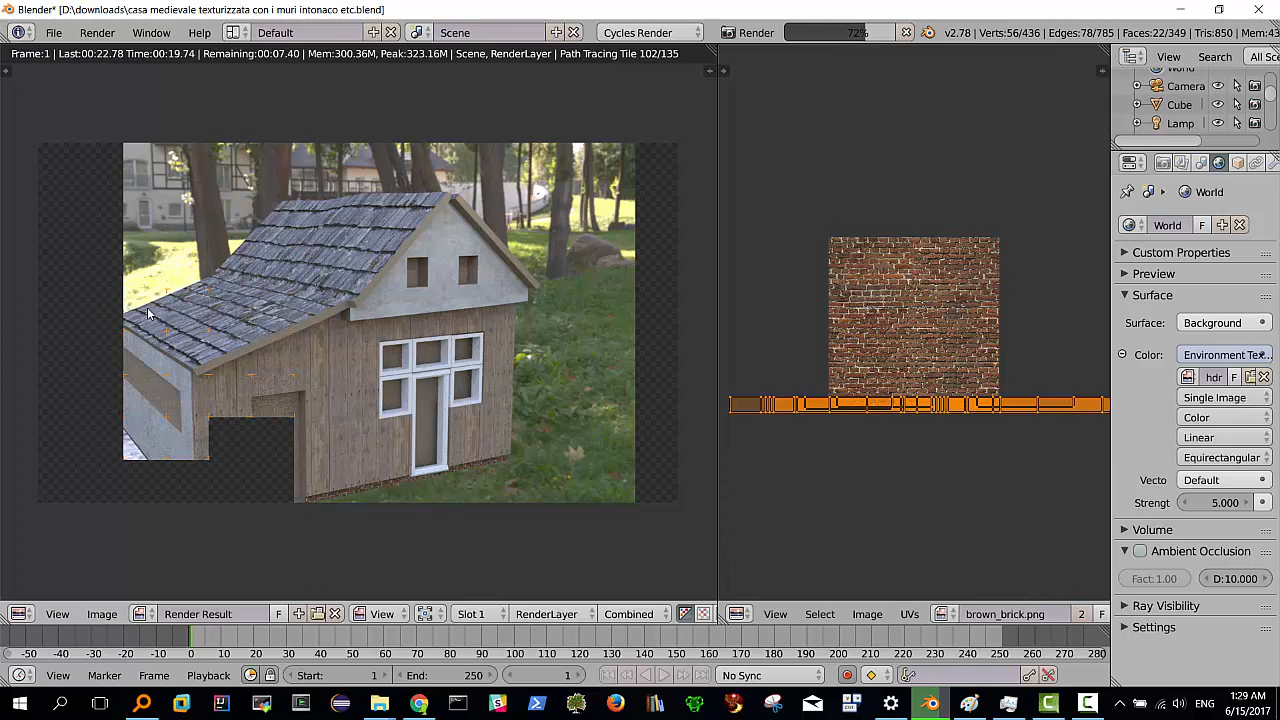 Blender* [D:\downloads\casa medievale texturizzata con i muri intonaco etc.blend]
File Render Window Help Default Scene Cycles Render Render 72% v2.78 | Verts:56/436 | Edges:78/785 | Faces:22/349 | Tris:850 | Mem:43
Frame:1 | Last:00:22.78 Time:00:19.74 | Remaining:00:07.40 | Mem:300.36M, Peak:323.16M | Scene, RenderLayer | Path Tracing Tile 102/135
View Search All Sce
World
Camera
Cube
Lamp
World
World F
Custom Properties
Preview
Surface
Surface: Background
Color: Environment Tex...
hdr F
Single Image
Color
Linear
Equirectangular
Vecto Default
Strengt 5.000
Volume
Ambient Occlusion
Fact: 1.00 D: 10.000
Ray Visibility
Settings
View Image Render Result F View Slot 1 RenderLayer Combined
View Select Image UVs brown_brick.png 2 F
-50 -40 -30 -20 -10 0 10 20 30 40 50 60 70 80 90 100 110 120 130 140 150 160 170 180 190 200 210 220 230 240 250 260 270 280
View Marker Frame Playback Start: 1 End: 250 1 No Sync
1:29 AM
ENG
6/15/2017